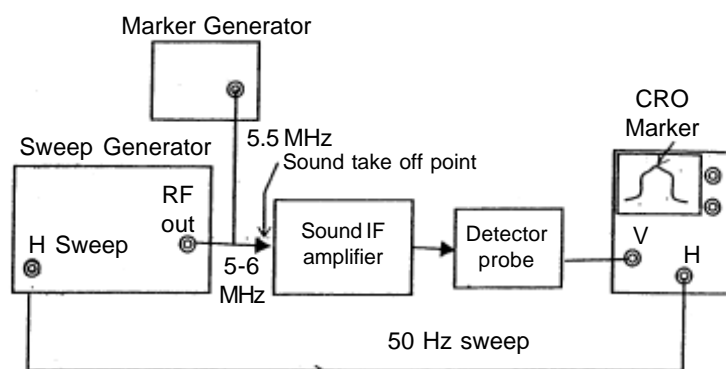 Marker Generator
CRO
Marker
5.5 MHz
Sweep Generator
Sound take off point
RF
out
H Sweep
Sound IF
amplifier
Detector
probe
V
H
5-6
MHz
50 Hz sweep